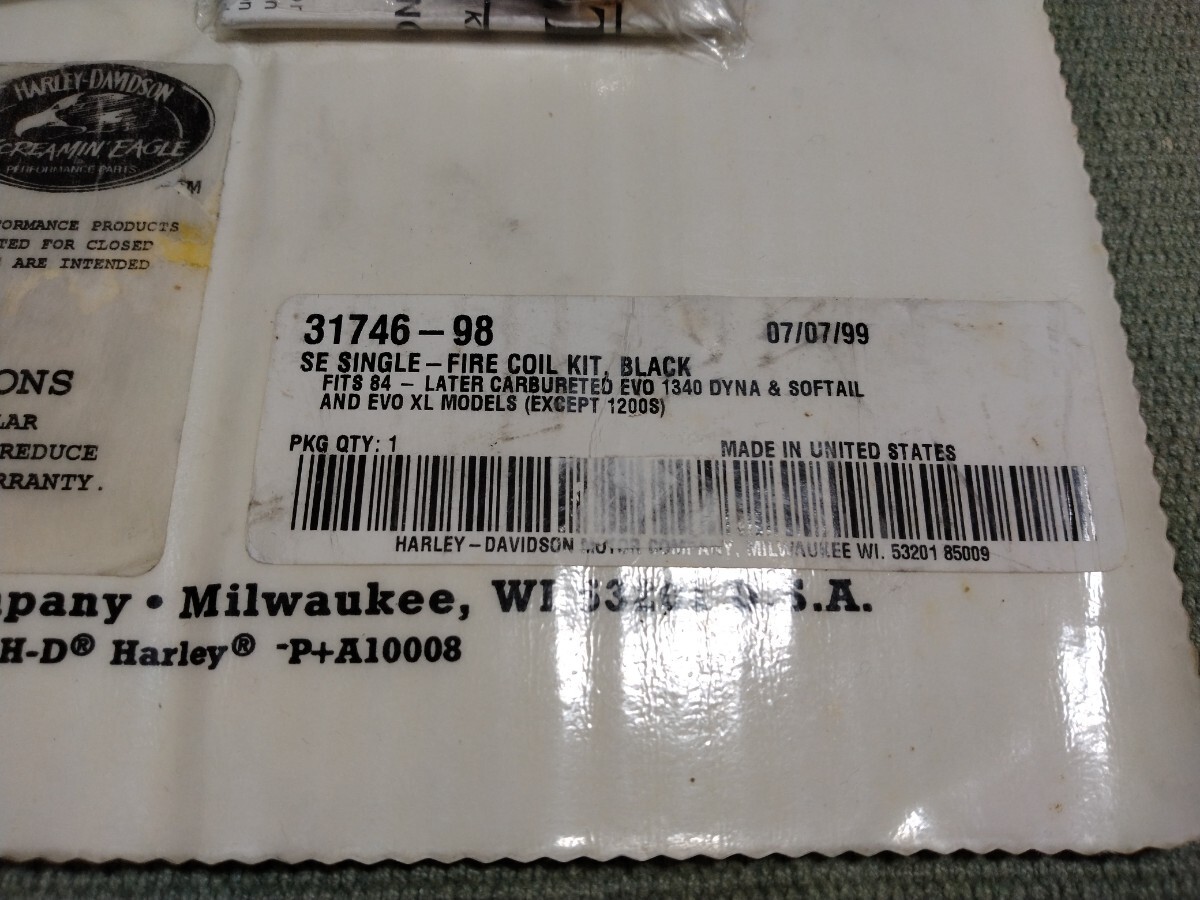 HARLEY-DAVIDSON
SCREAMIN' EAGLE
PERFORMANCE PARTS
TM
FORMANCE PRODUCTS
TED FOR CLOSED
ARE INTENDED
ONS
LAR
REDUCE
RRANTY.
31746-98 07/07/99
SE SINGLE-FIRE COIL KIT, BLACK
FITS 84 - LATER CARBURETED EVO 1340 DYNA & SOFTAIL
AND EVO XL MODELS (EXCEPT 1200S)
PKG QTY: 1 MADE IN UNITED STATES
HARLEY-DAVIDSON MOTOR COMPANY, MILWAUKEE WI. 53201 85009
mpany • Milwaukee, WI 53201 U.S.A.
H-D® Harley® -P+A10008